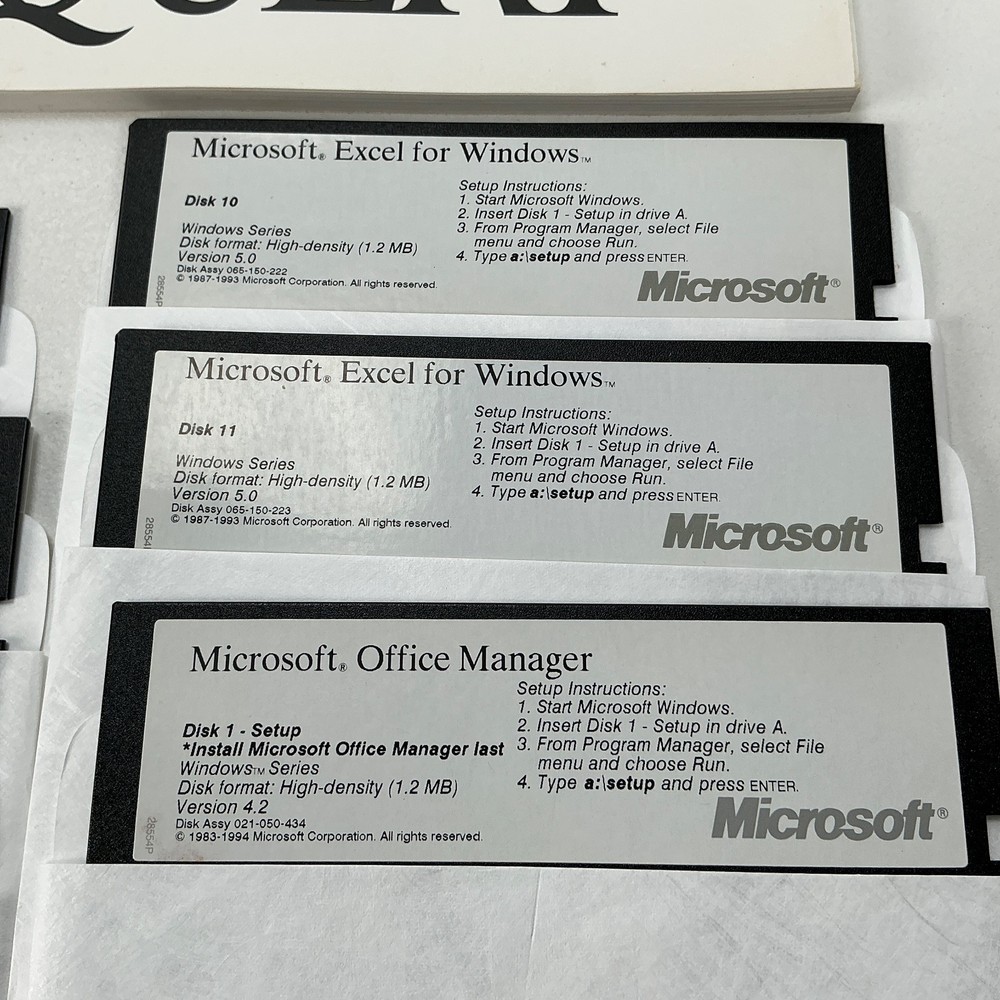 Microsoft® Excel for Windows™
Disk 10
Windows Series
Disk format: High-density (1.2 MB)
Version 5.0
Disk Assy 065-150-222
© 1987-1993 Microsoft Corporation. All rights reserved.
28554P
Setup Instructions:
1. Start Microsoft Windows.
2. Insert Disk 1 - Setup in drive A.
3. From Program Manager, select File
menu and choose Run.
4. Type a:\setup and press ENTER.
Microsoft®
Microsoft® Excel for Windows™
Disk 11
Windows Series
Disk format: High-density (1.2 MB)
Version 5.0
Disk Assy 065-150-223
© 1987-1993 Microsoft Corporation. All rights reserved.
28554
Setup Instructions:
1. Start Microsoft Windows.
2. Insert Disk 1 - Setup in drive A.
3. From Program Manager, select File
menu and choose Run.
4. Type a:\setup and press ENTER.
Microsoft®
Microsoft® Office Manager
Disk 1 - Setup
*Install Microsoft Office Manager last
Windows™ Series
Disk format: High-density (1.2 MB)
Version 4.2
Disk Assy 021-050-434
© 1983-1994 Microsoft Corporation. All rights reserved.
28554P
Setup Instructions:
1. Start Microsoft Windows.
2. Insert Disk 1 - Setup in drive A.
3. From Program Manager, select File
menu and choose Run.
4. Type a:\setup and press ENTER.
Microsoft®